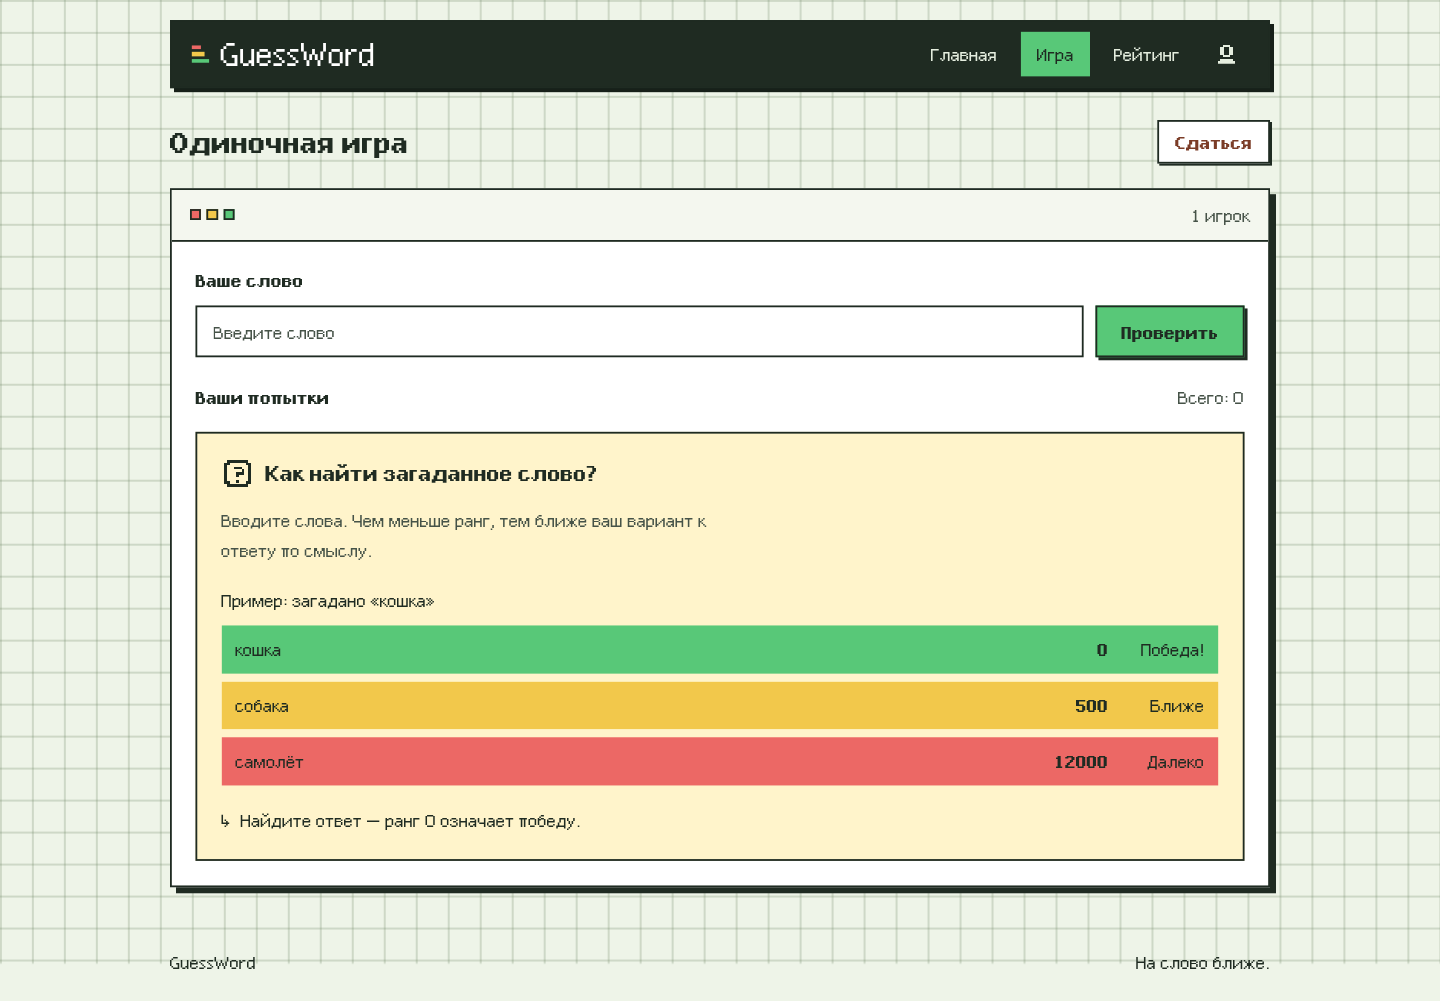 GuessWord
Главная
Игра
Рейтинг
Одиночная игра
Сдаться
1 игрок
Ваше слово
Введите слово
Проверить
Ваши попытки
Всего: 0
Как найти загаданное слово?
Вводите слова. Чем меньше ранг, тем ближе ваш вариант к
ответу по смыслу.
Пример: загадано «кошка»
кошка 0 Победа!
собака 500 Ближе
самолёт 12000 Далеко
↳ Найдите ответ — ранг 0 означает победу.
GuessWord
На слово ближе.